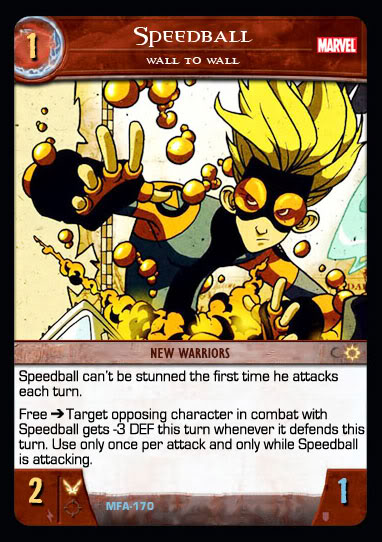 1
SPEEDBALL
WALL TO WALL
MARVEL
NEW WARRIORS
C
Speedball can't be stunned the first time he attacks
each turn.
Free ➔ Target opposing character in combat with
Speedball gets -3 DEF this turn whenever it defends this
turn. Use only once per attack and only while Speedball
is attacking.
2
MFA-170
1